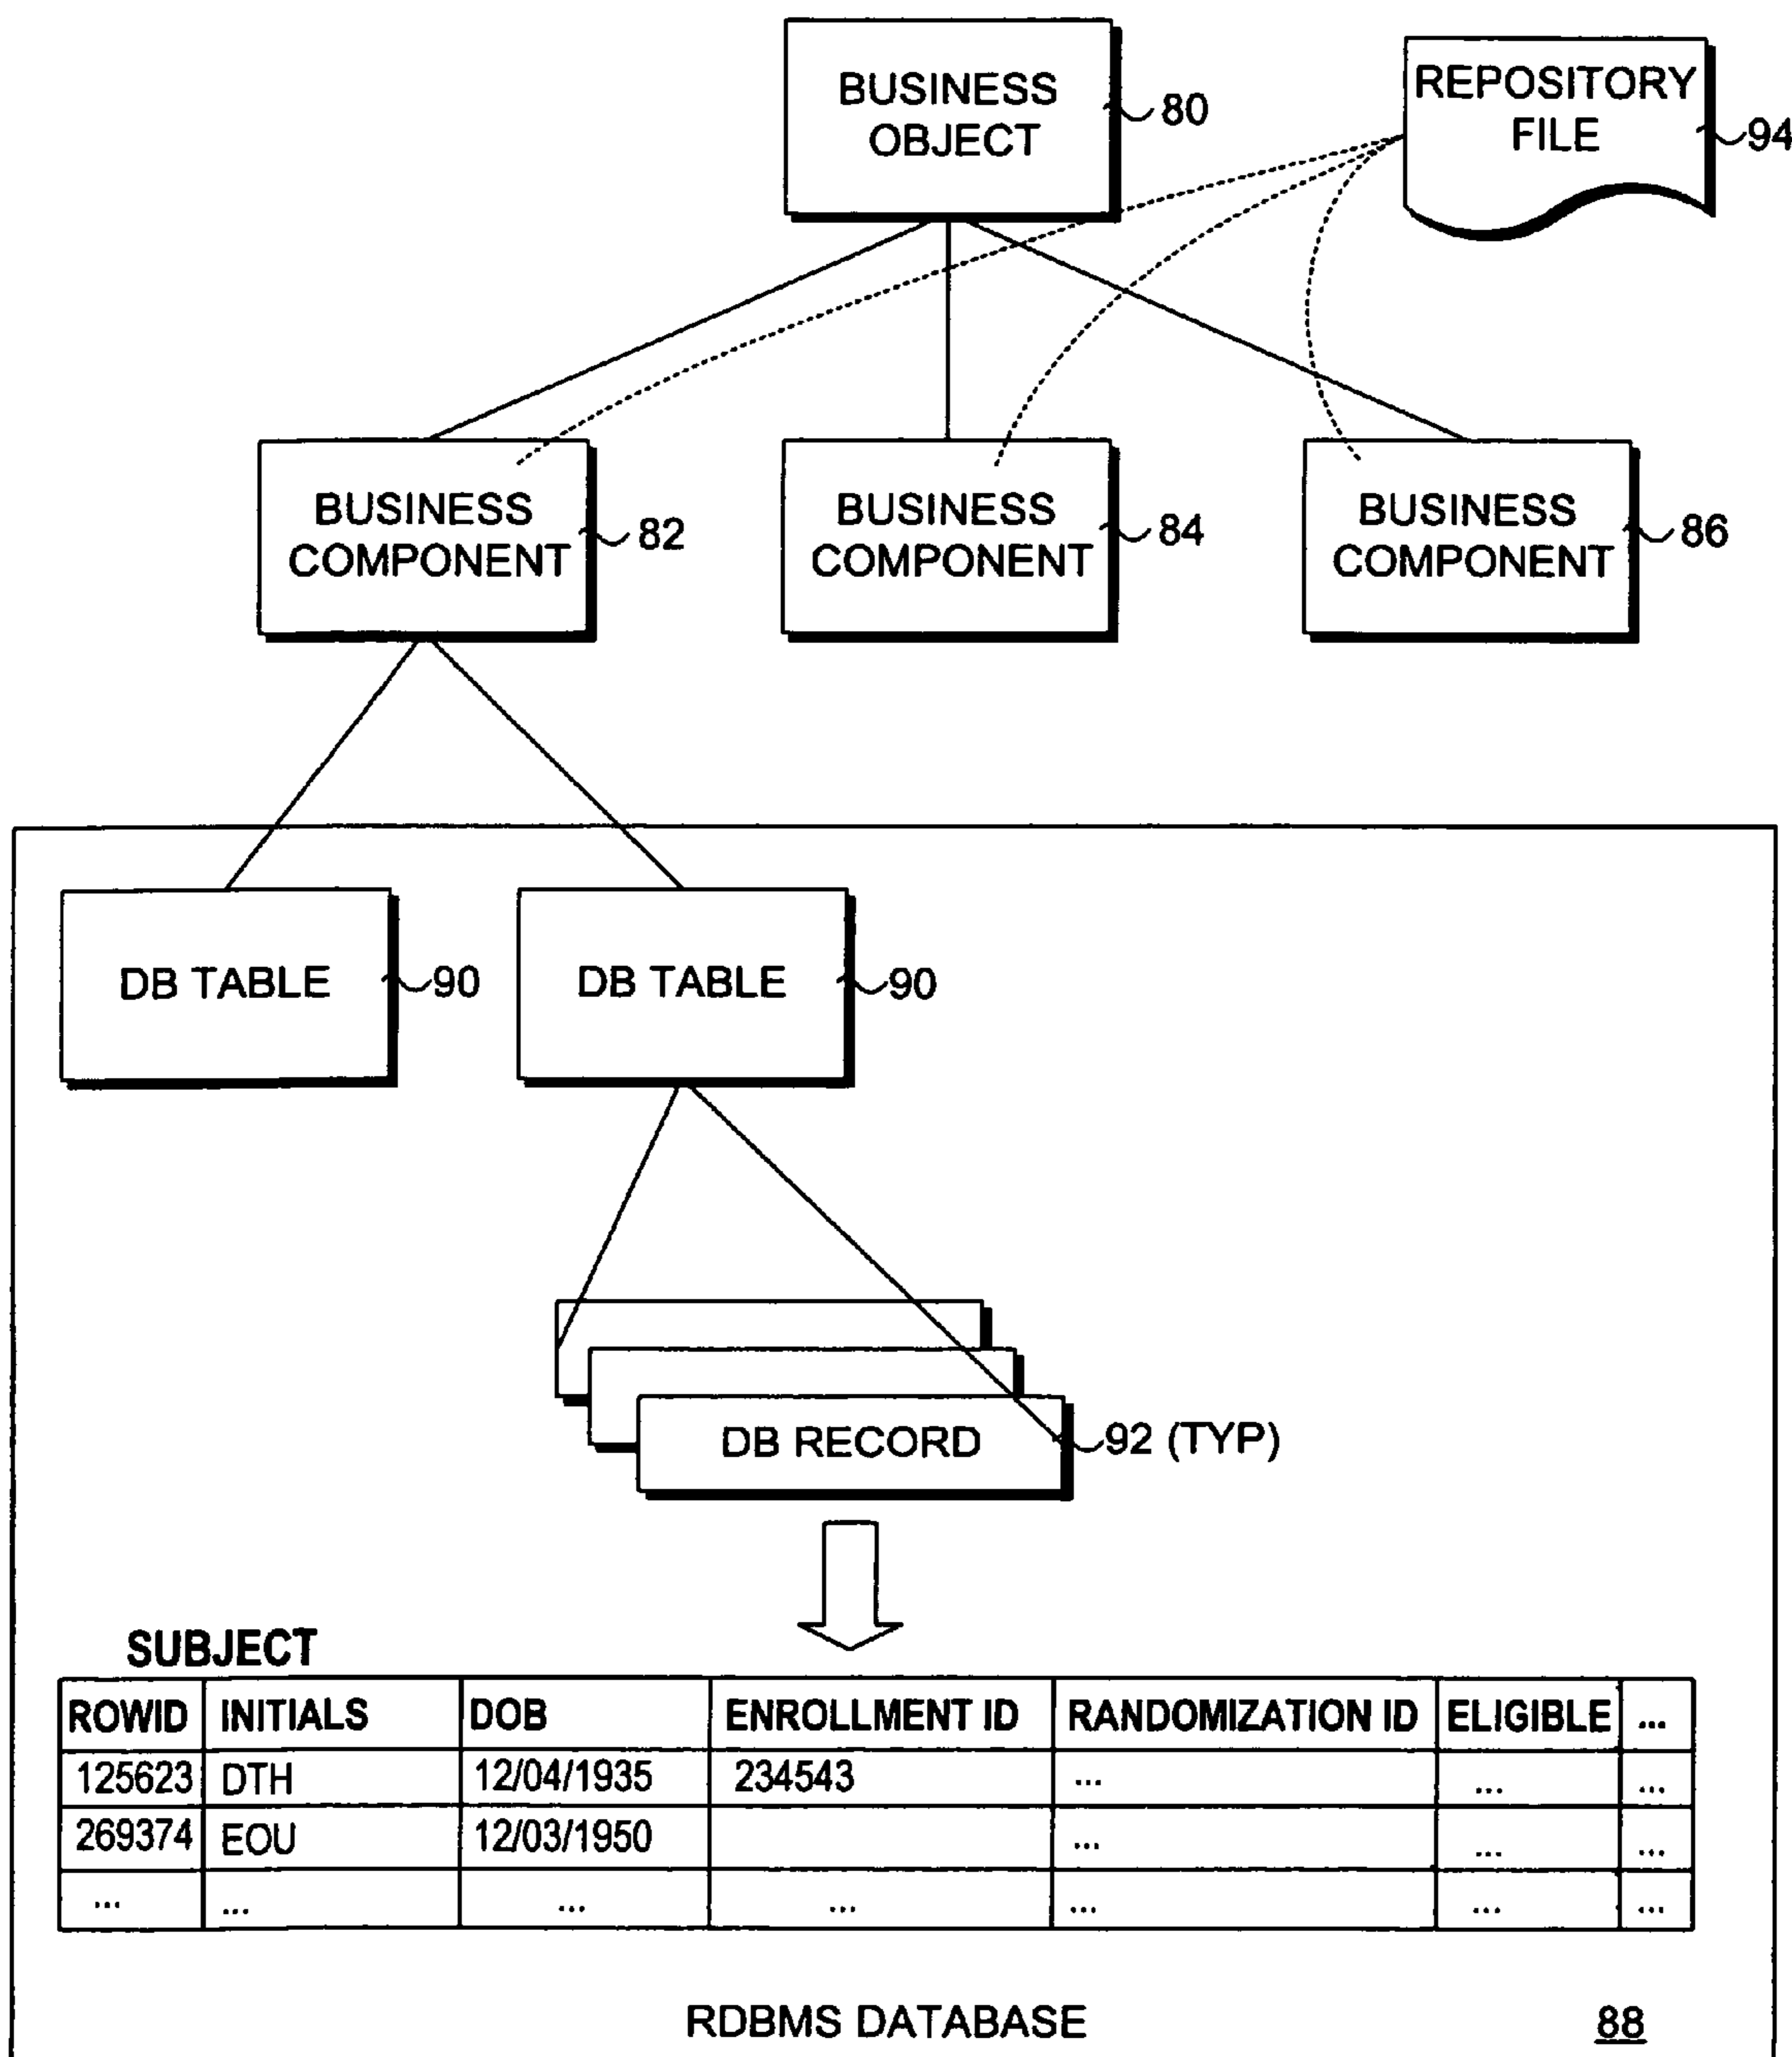 BUSINESS
OBJECT
80
REPOSITORY
FILE
94
BUSINESS
COMPONENT
82
BUSINESS
COMPONENT
84
BUSINESS
COMPONENT
86
DB TABLE
90
DB TABLE
90
DB RECORD
92 (TYP)
SUBJECT
ROWID INITIALS DOB ENROLLMENT ID RANDOMIZATION ID ELIGIBLE ...
125623 DTH 12/04/1935 234543 ... ... ...
269374 EOU 12/03/1950 ... ... ...
... ... ... ... ... ... ...
RDBMS DATABASE
88